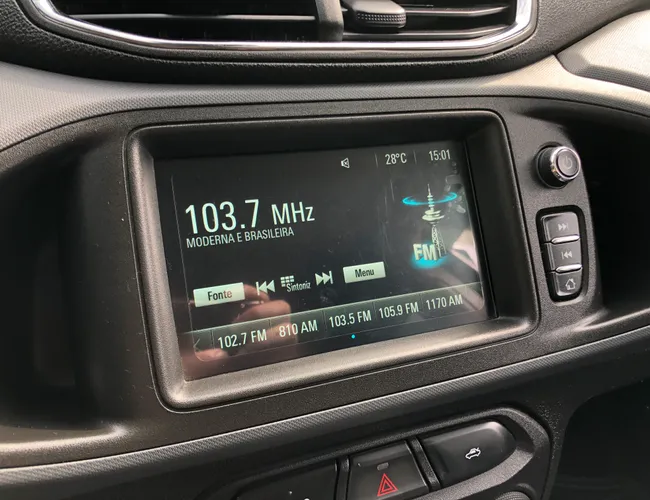 28°C 15:01
103.7 MHz
MODERNA E BRASILEIRA
FM
Fonte Sintoniz Menu
102.7 FM 810 AM 103.5 FM 105.9 FM 1170 AM